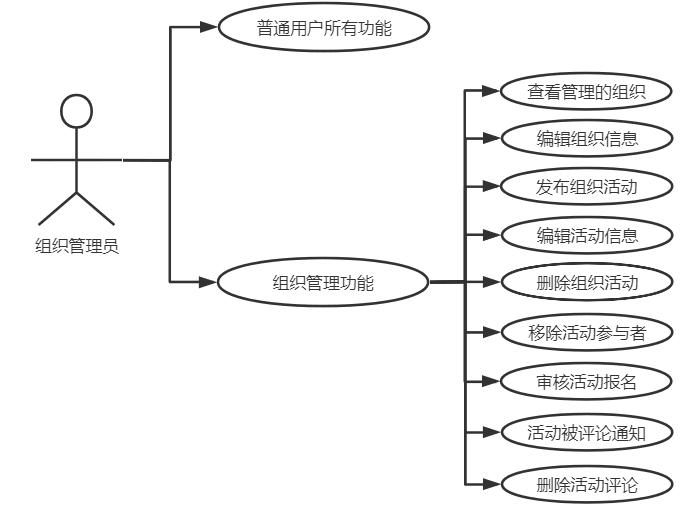 普通用户所有功能
组织管理员
组织管理功能
查看管理的组织
编辑组织信息
发布组织活动
编辑活动信息
删除组织活动
移除活动参与者
审核活动报名
活动被评论通知
删除活动评论